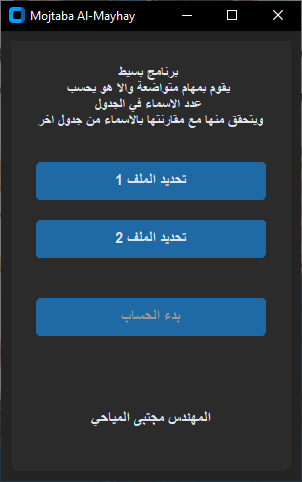 Mojtaba Al-Mayhay
برنامج بسيط
يقوم بمهام متواضعة والا هو يحسب
عدد الاسماء في الجدول
ويتحقق منها مع مقارنتها بالاسماء من جدول اخر
تحديد الملف 1
تحديد الملف 2
بدء الحساب
المهندس مجتبى المياحي